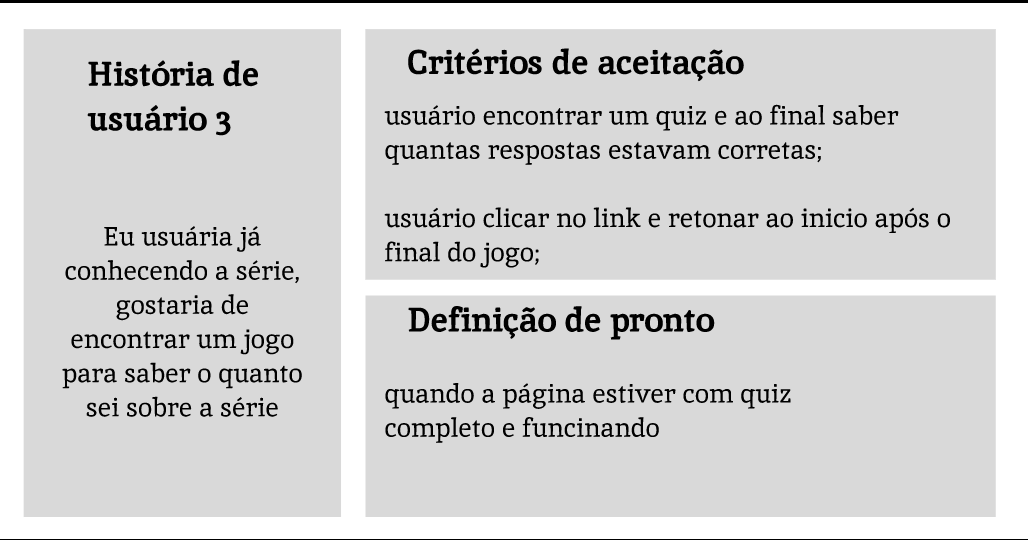 História de
usuário 3
Eu usuária já
conhecendo a série,
gostaria de
encontrar um jogo
para saber o quanto
sei sobre a série
Critérios de aceitação
usuário encontrar um quiz e ao final saber
quantas respostas estavam corretas;
usuário clicar no link e retonar ao inicio após o
final do jogo;
Definição de pronto
quando a página estiver com quiz
completo e funcinando